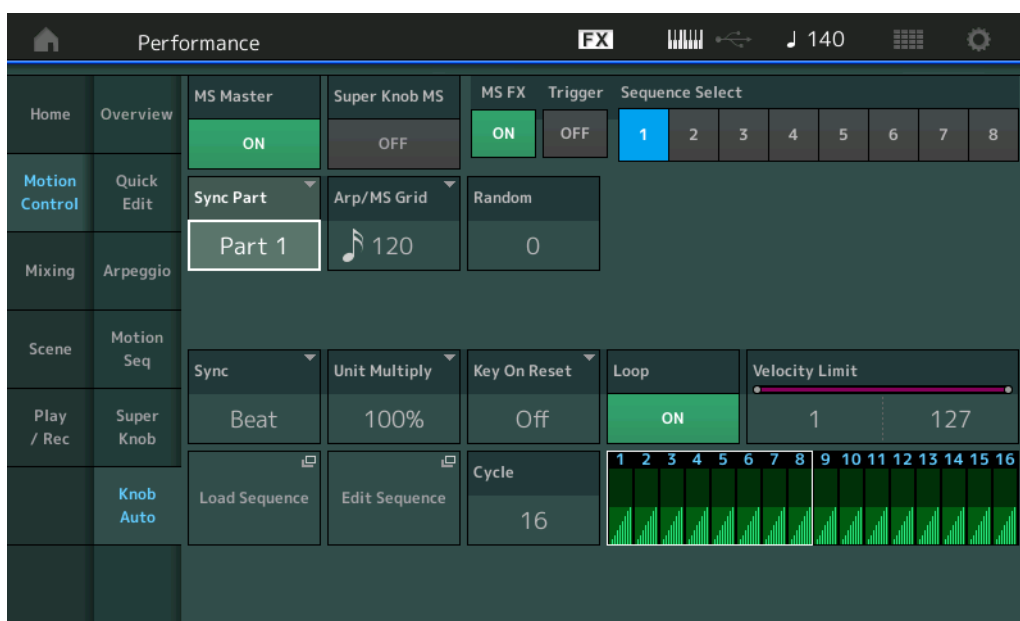 Performance FX ♩ 140
Home
Motion
Control
Mixing
Scene
Play
/ Rec
Overview
Quick
Edit
Arpeggio
Motion
Seq
Super
Knob
Knob
Auto
MS Master
ON
Super Knob MS
OFF
MS FX
ON
Trigger
OFF
Sequence Select
1 2 3 4 5 6 7 8
Sync Part
Part 1
Arp/MS Grid
120
Random
0
Sync
Beat
Unit Multiply
100%
Key On Reset
Off
Loop
ON
Velocity Limit
1 127
Load Sequence
Edit Sequence
Cycle
16
1 2 3 4 5 6 7 8 9 10 11 12 13 14 15 16